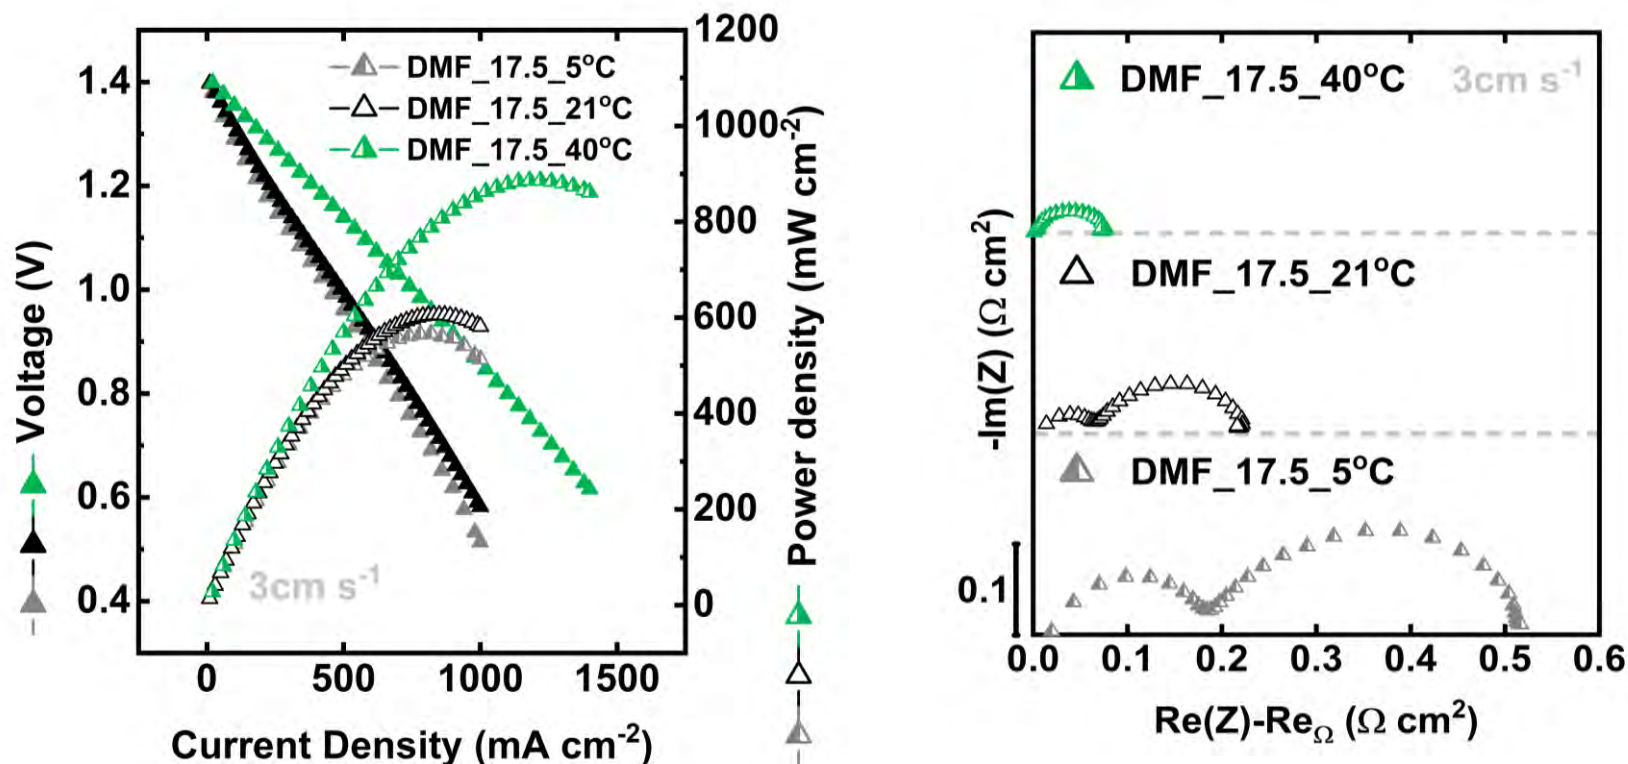 DMF_17.5_5°C
DMF_17.5_21°C
DMF_17.5_40°C
3cm s-1
1.4
1.2
1.0
0.8
0.6
0.4
Voltage (V)
0
500
1000
1500
Current Density (mA cm-2)
1200
1000
800
600
400
200
0
Power density (mW cm-2)
DMF_17.5_40°C
3cm s-1
DMF_17.5_21°C
DMF_17.5_5°C
-Im(Z) (Ω cm2)
0.1
0.0
0.1
0.2
0.3
0.4
0.5
0.6
Re(Z)-ReΩ (Ω cm2)